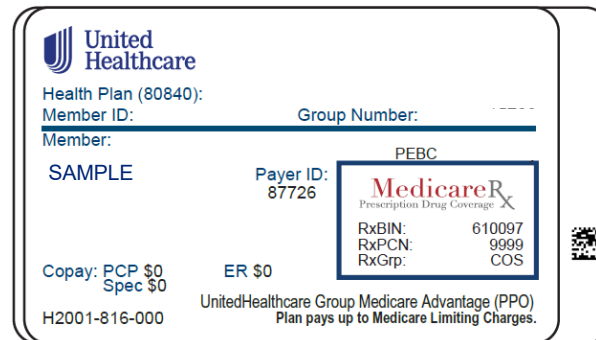 United
Healthcare
Health Plan (80840):
Member ID: Group Number:
Member:
PEBC
SAMPLE
Payer ID:
87726
MedicareRx
Prescription Drug Coverage
RxBIN: 610097
RxPCN: 9999
RxGrp: COS
Copay: PCP $0 ER $0
Spec $0
UnitedHealthcare Group Medicare Advantage (PPO)
H2001-816-000 Plan pays up to Medicare Limiting Charges.